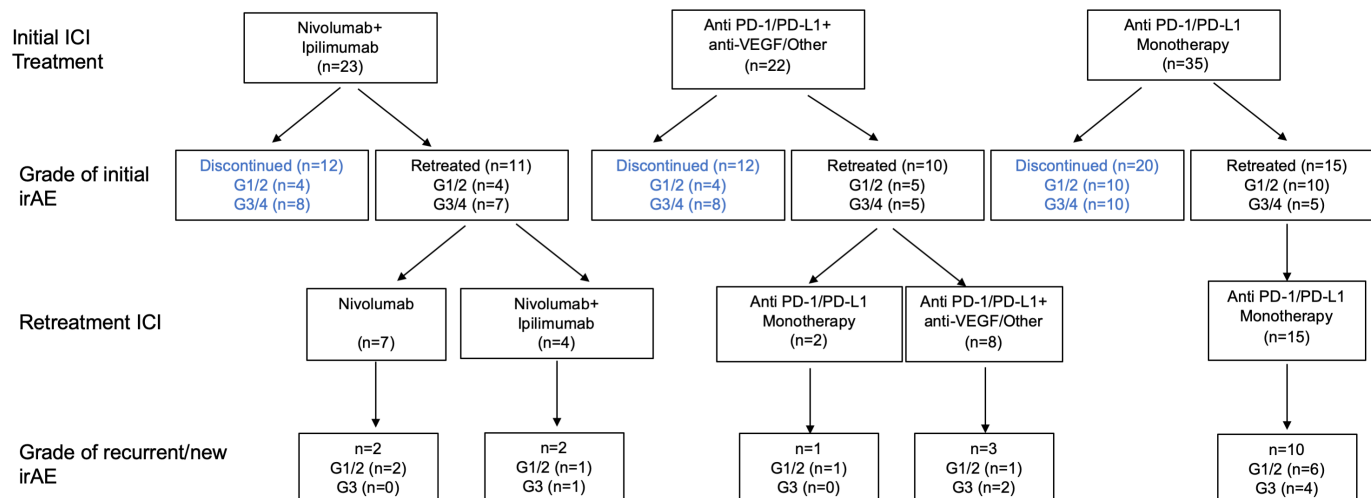 Initial ICI
Treatment
Nivolumab+
Ipilimumab
(n=23)
Anti PD-1/PD-L1+
anti-VEGF/Other
(n=22)
Anti PD-1/PD-L1
Monotherapy
(n=35)
Grade of initial
irAE
Discontinued (n=12)
G1/2 (n=4)
G3/4 (n=8)
Retreated (n=11)
G1/2 (n=4)
G3/4 (n=7)
Discontinued (n=12)
G1/2 (n=4)
G3/4 (n=8)
Retreated (n=10)
G1/2 (n=5)
G3/4 (n=5)
Discontinued (n=20)
G1/2 (n=10)
G3/4 (n=10)
Retreated (n=15)
G1/2 (n=10)
G3/4 (n=5)
Retreatment ICI
Nivolumab
(n=7)
Nivolumab+
Ipilimumab
(n=4)
Anti PD-1/PD-L1
Monotherapy
(n=2)
Anti PD-1/PD-L1+
anti-VEGF/Other
(n=8)
Anti PD-1/PD-L1
Monotherapy
(n=15)
Grade of recurrent/new
irAE
n=2
G1/2 (n=2)
G3 (n=0)
n=2
G1/2 (n=1)
G3 (n=1)
n=1
G1/2 (n=1)
G3 (n=0)
n=3
G1/2 (n=1)
G3 (n=2)
n=10
G1/2 (n=6)
G3 (n=4)